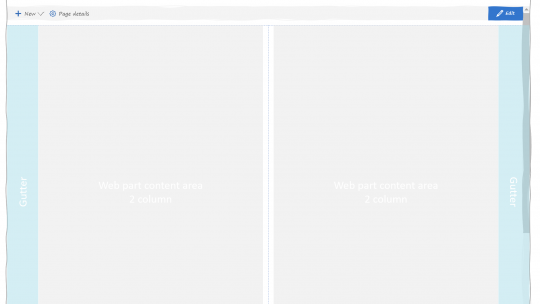 New
Page details
Edit
Gutter
Web part content area
2 column
Web part content area
2 column
Gutter